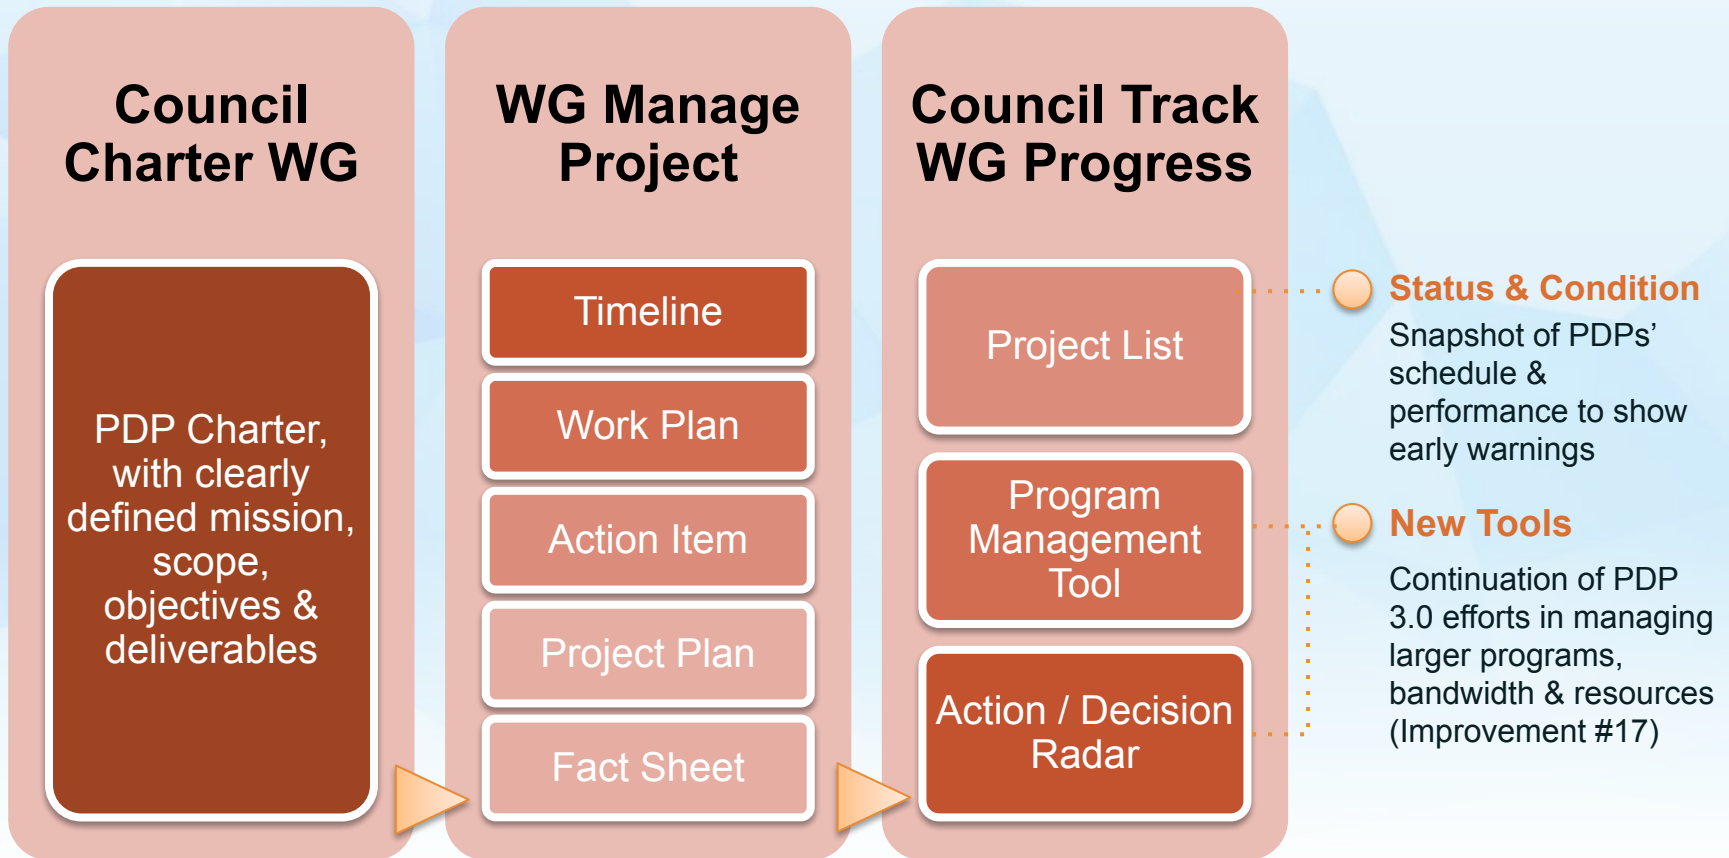 Council
Charter WG
PDP Charter,
with clearly
defined mission,
scope,
objectives &
deliverables
WG Manage
Project
Timeline
Work Plan
Action Item
Project Plan
Fact Sheet
Council Track
WG Progress
Project List
Program
Management
Tool
Action / Decision
Radar
Status & Condition
Snapshot of PDPs’
schedule &
performance to show
early warnings
New Tools
Continuation of PDP
3.0 efforts in managing
larger programs,
bandwidth & resources
(Improvement #17)